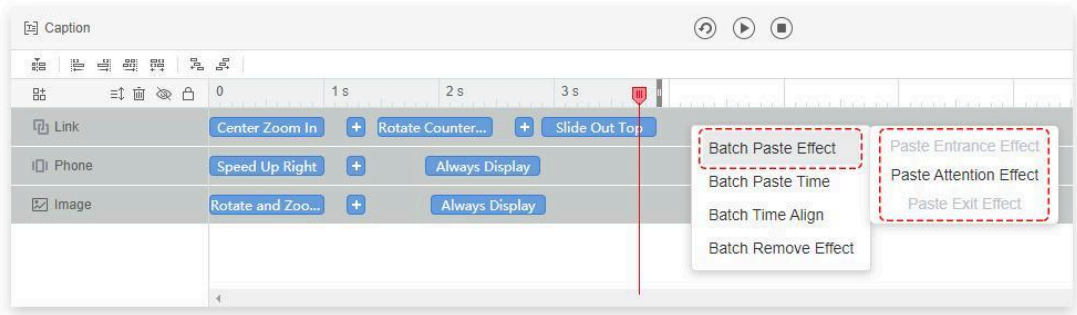 Caption
0 1 s 2 s 3 s
Link Center Zoom In + Rotate Counter... + Slide Out Top
Phone Speed Up Right + Always Display
Image Rotate and Zoo... + Always Display
Batch Paste Effect
Batch Paste Time
Batch Time Align
Batch Remove Effect
Paste Entrance Effect
Paste Attention Effect
Paste Exit Effect